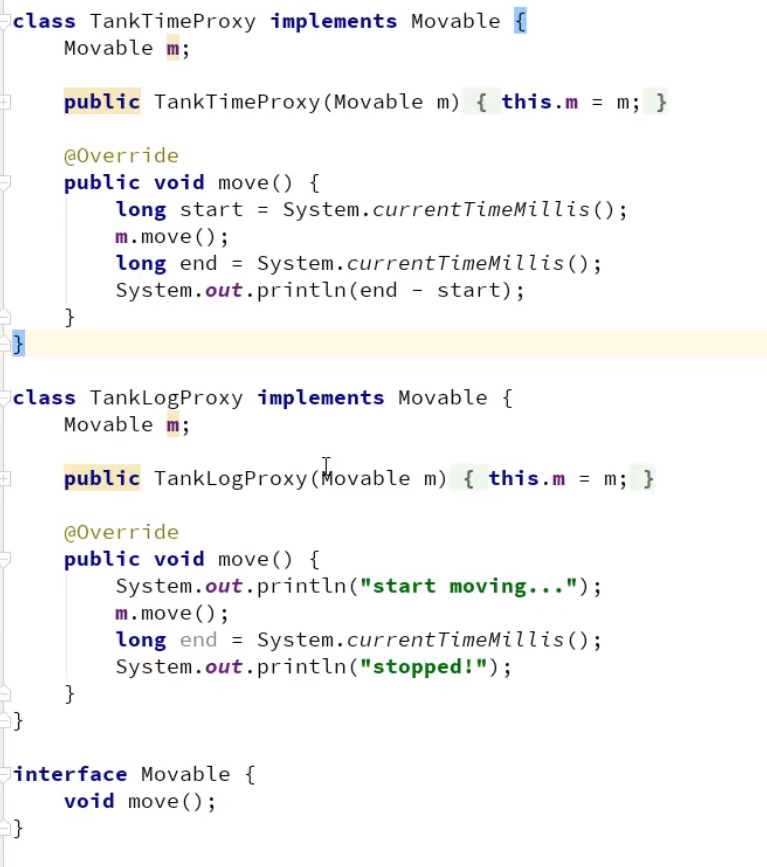 class TankTimeProxy implements Movable {
    Movable m;

    public TankTimeProxy(Movable m) { this.m = m; }

    @Override
    public void move() {
        long start = System.currentTimeMillis();
        m.move();
        long end = System.currentTimeMillis();
        System.out.println(end - start);
    }
}

class TankLogProxy implements Movable {
    Movable m;

    public TankLogProxy(Movable m) { this.m = m; }

    @Override
    public void move() {
        System.out.println("start moving...");
        m.move();
        long end = System.currentTimeMillis();
        System.out.println("stopped!");
    }
}

interface Movable {
    void move();
}